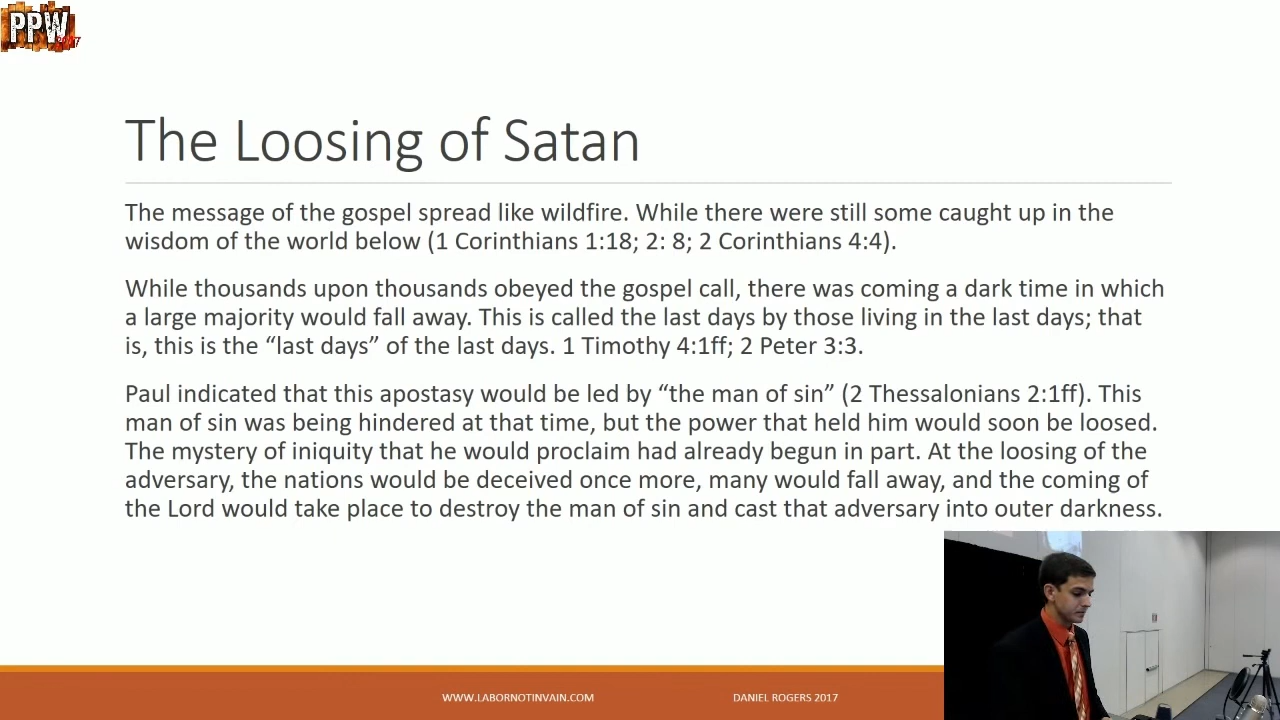 PPW
2017
The Loosing of Satan
The message of the gospel spread like wildfire. While there were still some caught up in the
wisdom of the world below (1 Corinthians 1:18; 2: 8; 2 Corinthians 4:4).
While thousands upon thousands obeyed the gospel call, there was coming a dark time in which
a large majority would fall away. This is called the last days by those living in the last days; that
is, this is the “last days” of the last days. 1 Timothy 4:1ff; 2 Peter 3:3.
Paul indicated that this apostasy would be led by “the man of sin” (2 Thessalonians 2:1ff). This
man of sin was being hindered at that time, but the power that held him would soon be loosed.
The mystery of iniquity that he would proclaim had already begun in part. At the loosing of the
adversary, the nations would be deceived once more, many would fall away, and the coming of
the Lord would take place to destroy the man of sin and cast that adversary into outer darkness.
WWW.LABORNOTINVAIN.COM
DANIEL ROGERS 2017